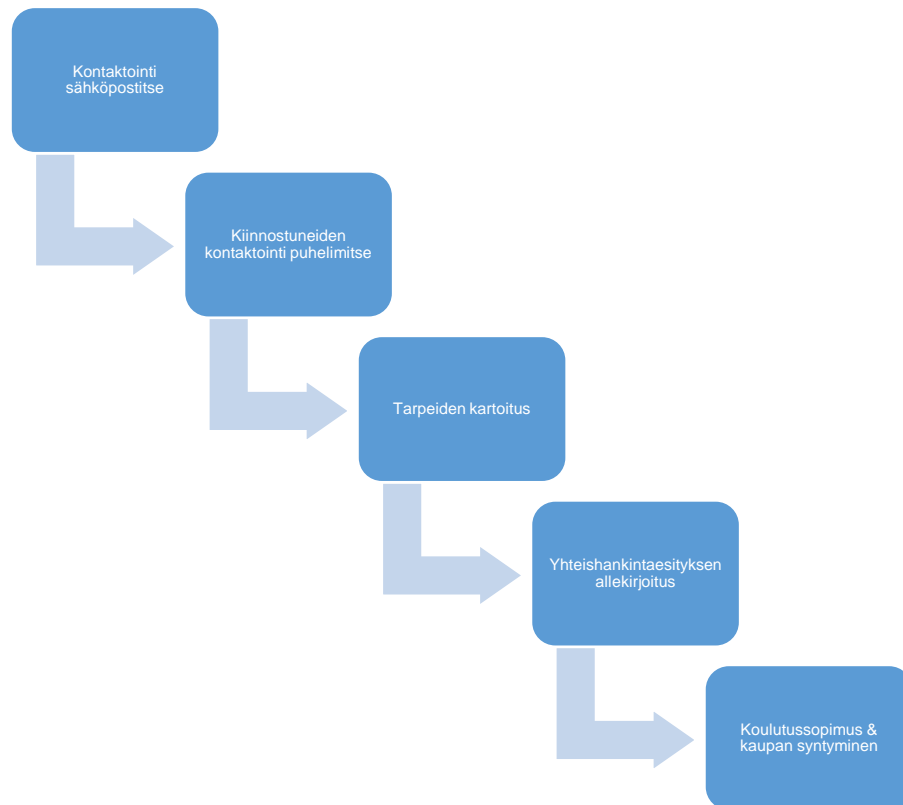 Kontaktointi
sähköpostitse
Kiinnostuneiden
kontaktointi puhelimitse
Tarpeiden kartoitus
Yhteishankintaesityksen
allekirjoitus
Koulutussopimus &
kaupan syntyminen